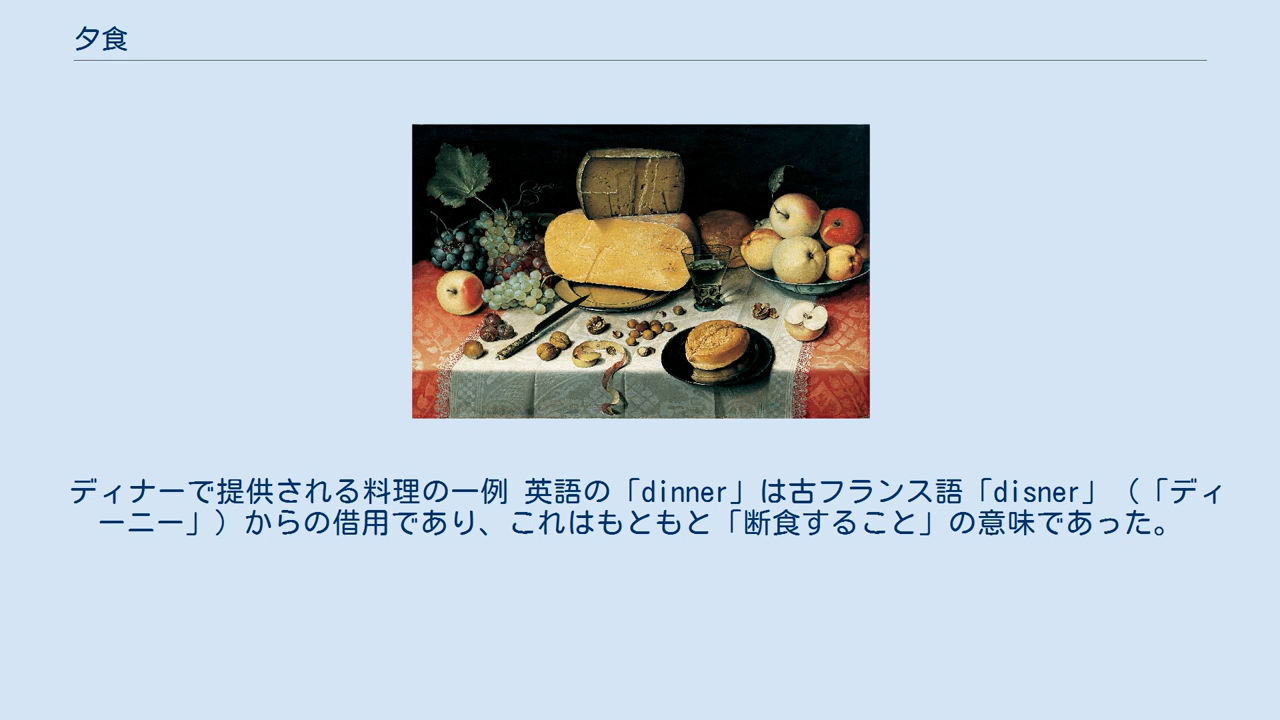 夕食
ディナーで提供される料理の一例 英語の「dinner」は古フランス語「disner」（「ディ
ーニー」）からの借用であり、これはもともと「断食すること」の意味であった。